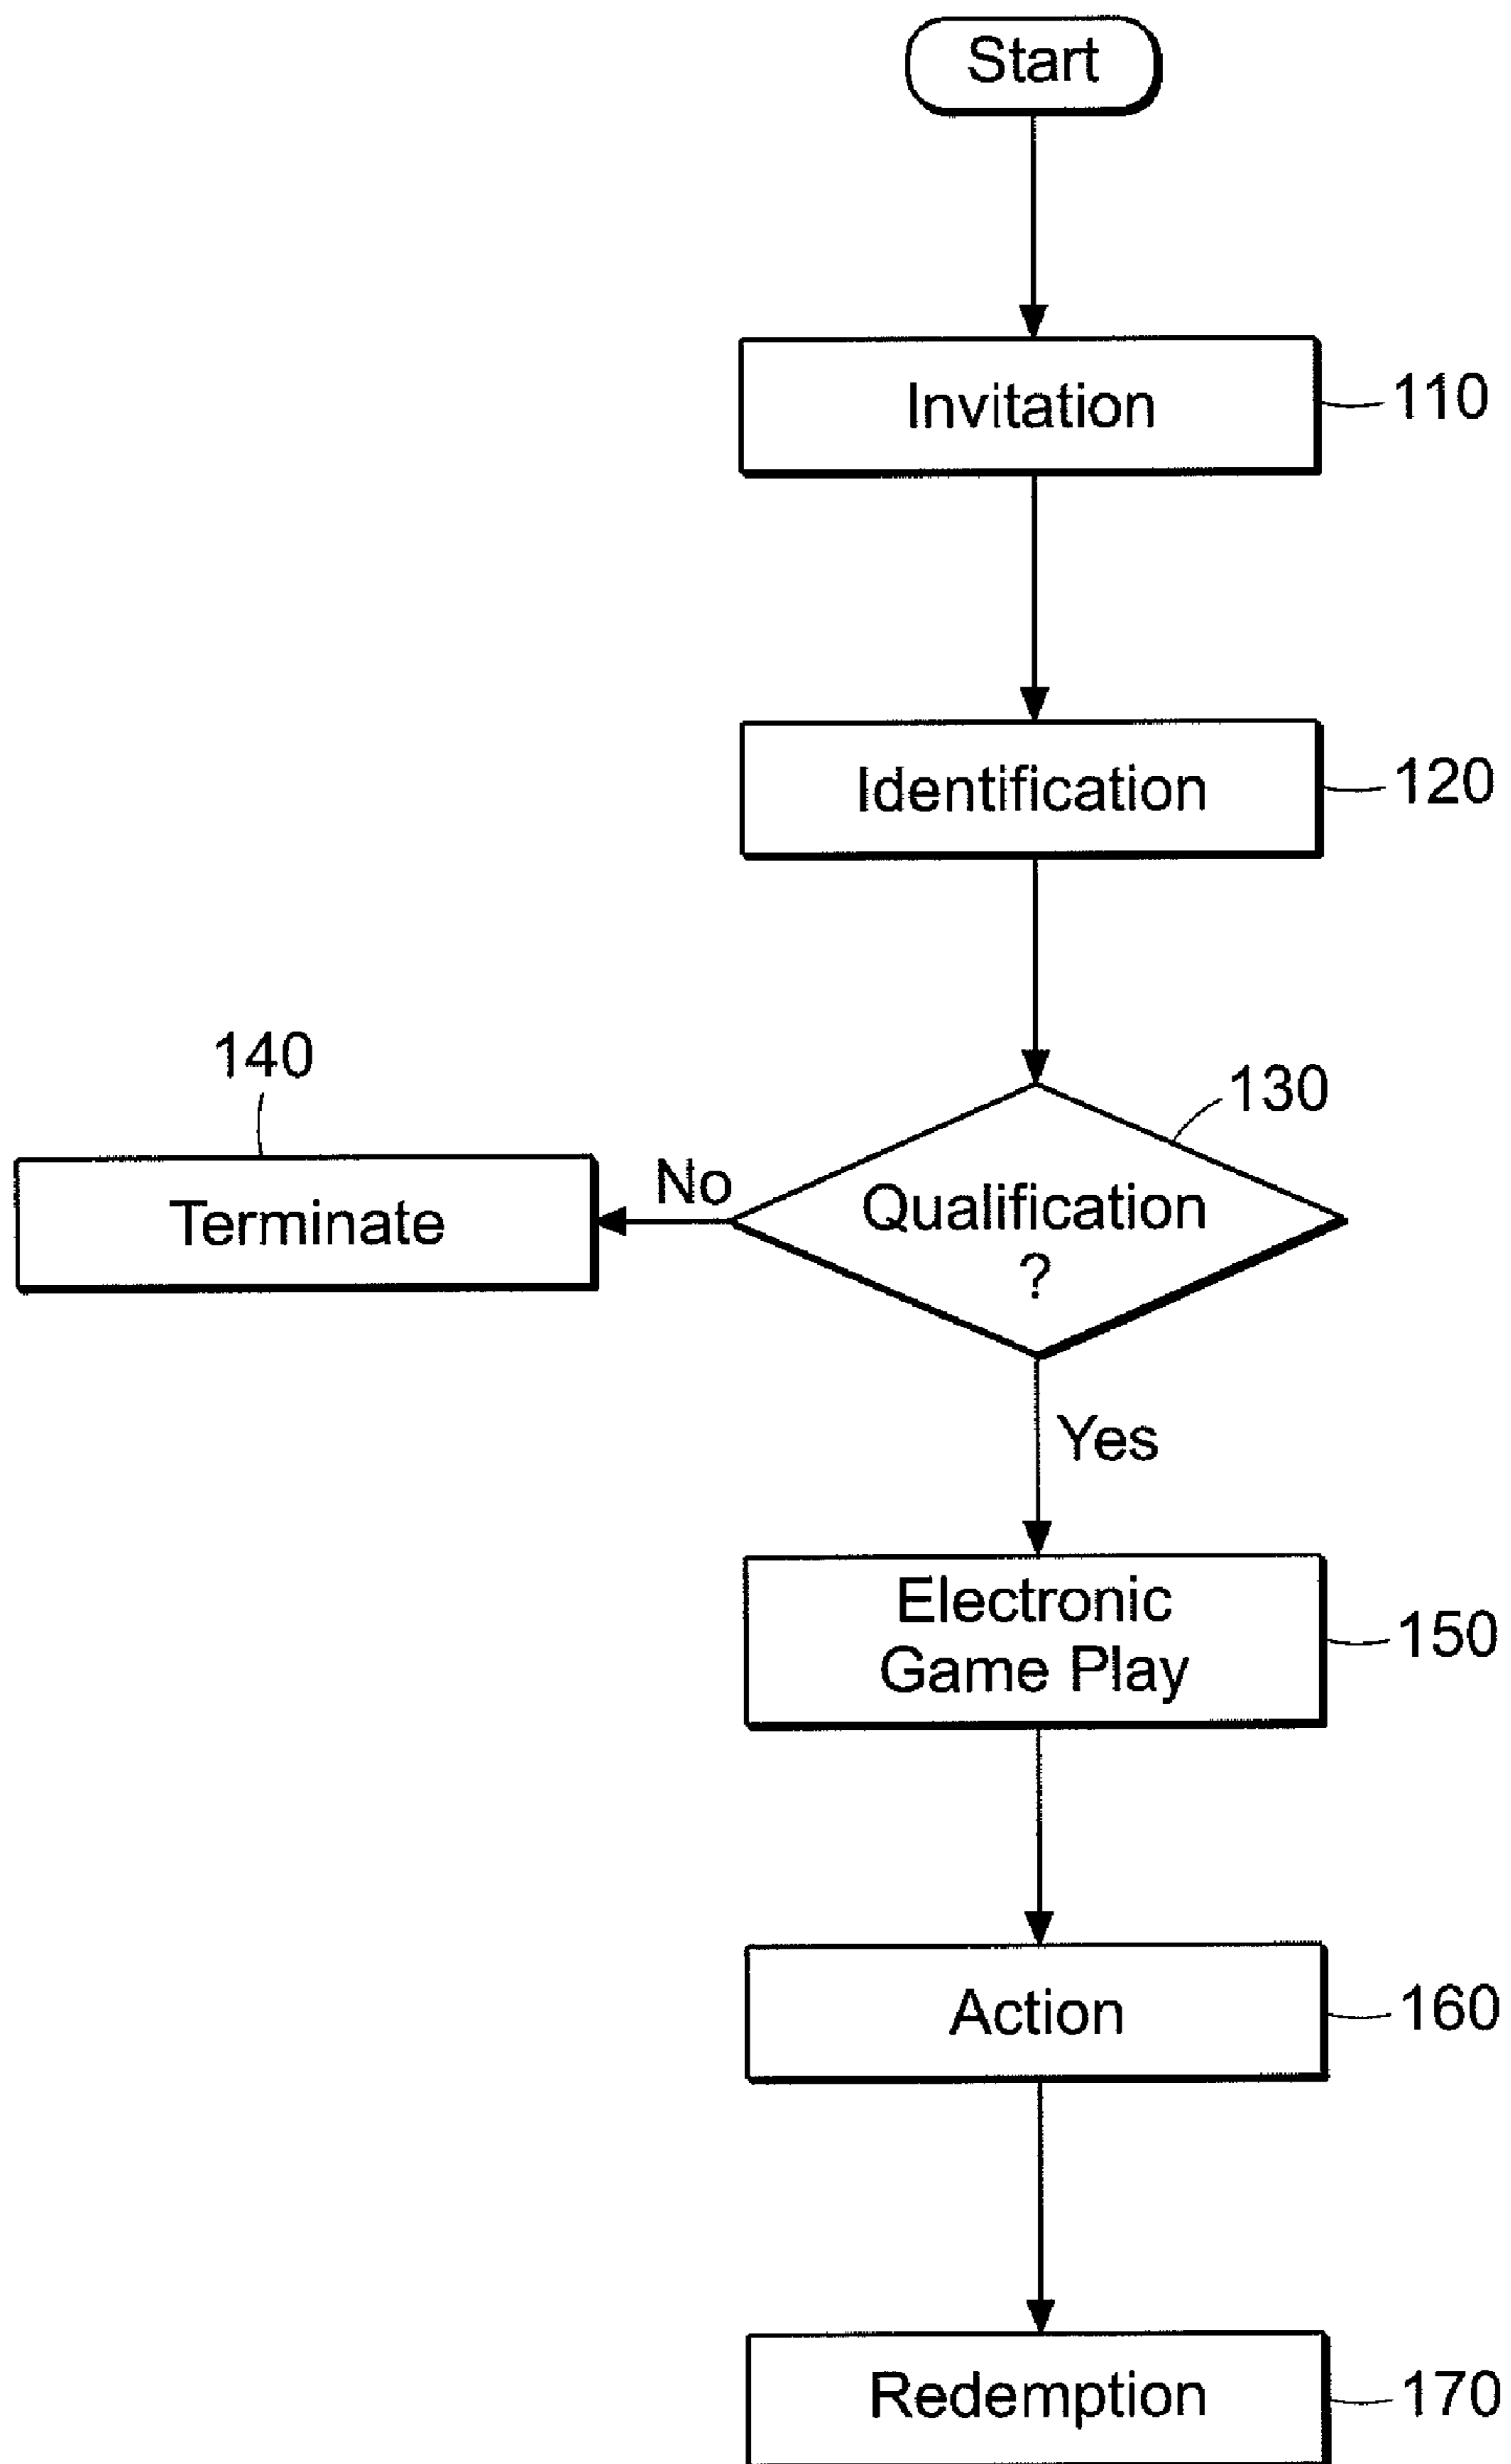 Start
Invitation
110
Identification
120
140
130
Terminate
No
Qualification
?
Yes
Electronic
Game Play
150
Action
160
Redemption
170